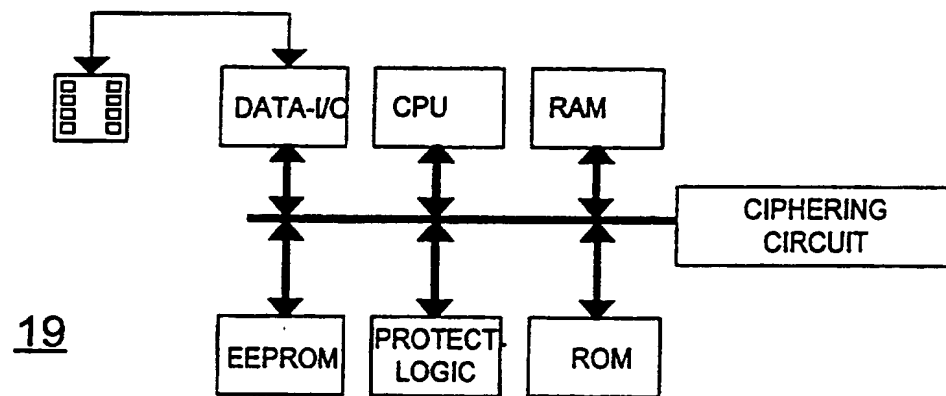 DATA-I/O
CPU
RAM
CIPHERING
CIRCUIT
19
EEPROM
PROTECT-
LOGIC
ROM